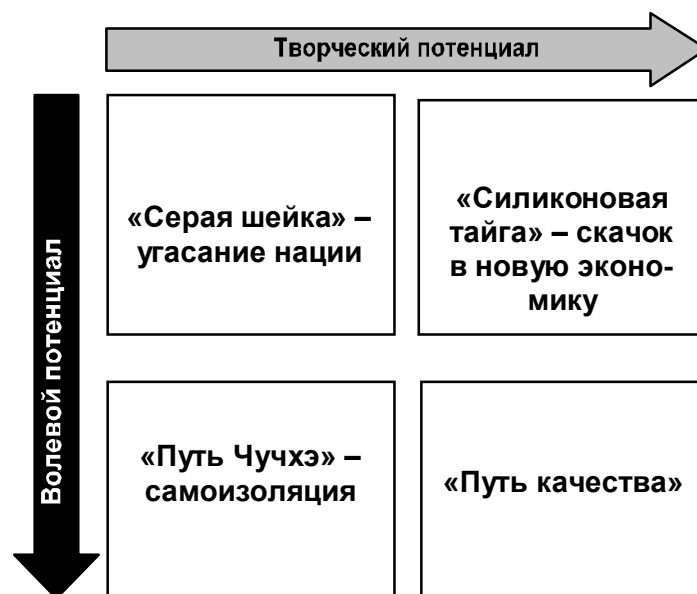 Творческий потенциал
Волевой потенциал
«Серая шейка» –
угасание нации
«Силиконовая
тайга» – скачок
в новую эконо-
мику
«Путь Чучхэ» –
самоизоляция
«Путь качества»